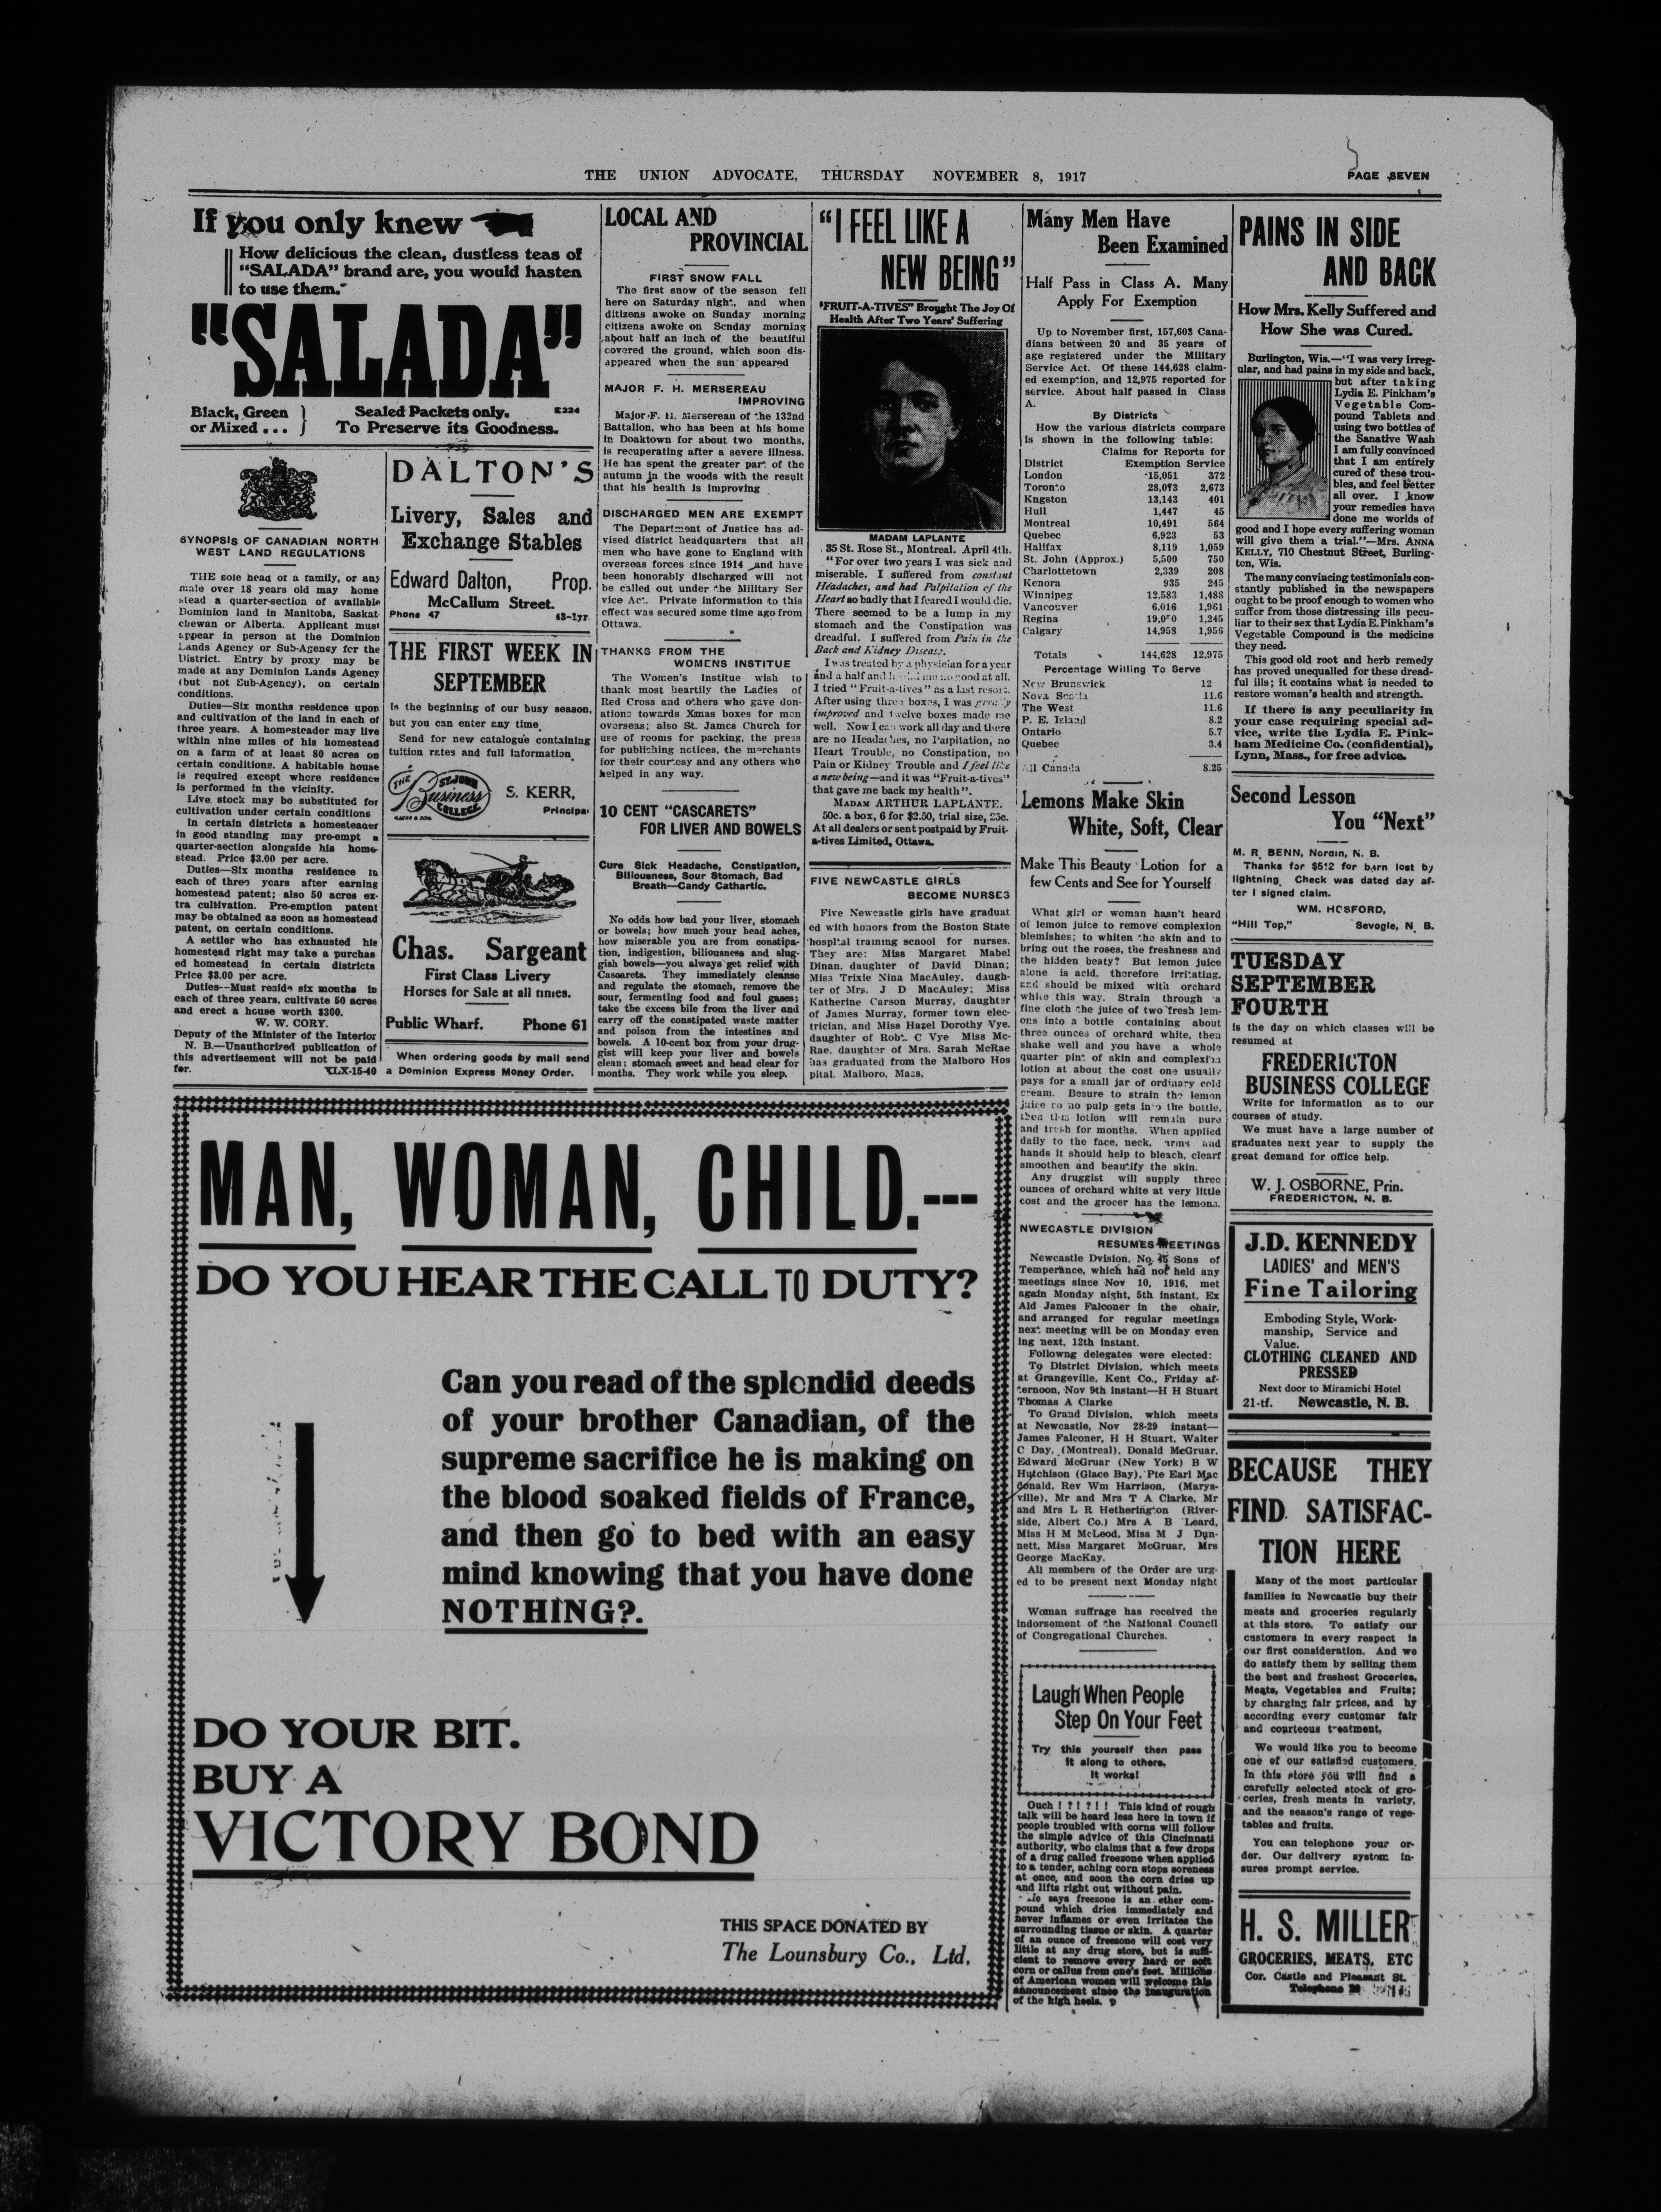 THE UNION ADVOCATE, THURSDAY NOVEMBER 8, 1917
PAGE SEVEN
If you only knew
How delicious the clean, dustless teas of
"SALADA" brand are, you would hasten
to use them."
"SALADA"
Black, Green
or Mixed . . .
Sealed Packets only.
To Preserve its Goodness.
E224
SYNOPSIS OF CANADIAN NORTH
WEST LAND REGULATIONS
THE sole head of a family, or any
male over 18 years old may home
stead a quarter-section of available
Dominion land in Manitoba, Saskat
chewan or Alberta. Applicant must
appear in person at the Dominion
Lands Agency or Sub-Agency for the
District. Entry by proxy may be
made at any Dominion Lands Agency
(but not Sub-Agency), on certain
conditions.
Duties—Six months residence upon
and cultivation of the land in each of
three years. A homesteader may live
within nine miles of his homestead
on a farm of at least 80 acres on
certain conditions. A habitable house
is required except where residence
is performed in the vicinity.
Live stock may be substituted for
cultivation under certain conditions
In certain districts a homesteader
in good standing may pre-empt a
quarter-section alongside his home-
stead. Price $3.00 per acre.
Duties—Six months residence in
each of three years after earning
homestead patent; also 50 acres ex-
tra cultivation. Pre-emption patent
may be obtained as soon as homestead
patent, on certain conditions.
A settler who has exhausted his
homestead right may take a purchas
ed homestead in certain districts
Price $3.00 per acre.
Duties—Must reside six months in
each of three years, cultivate 50 acres
and erect a house worth $300.
W. W. CORY.
Deputy of the Minister of the Interior
N. B.—Unauthorized publication of
this advertisement will not be paid
for.
DALTON'S
Livery, Sales and
Exchange Stables
Edward Dalton, Prop.
McCallum Street.
Phone 47 43-1yr.
THE FIRST WEEK IN
SEPTEMBER
Is the beginning of our busy season,
but you can enter any time.
Send for new catalogue containing
tuition rates and full information
THE
ST. JOHN
Business
COLLEGE
S. KERR,
Principal
Chas. Sargeant
First Class Livery
Horses for Sale at all times.
Public Wharf. Phone 61
When ordering goods by mail send
a Dominion Express Money Order.
LOCAL AND
PROVINCIAL
FIRST SNOW FALL
The first snow of the season fell
here on Saturday night, and when
ditizens awoke on Sunday morning
citizens awoke on Senday morning
about half an inch of the beautiful
covered the ground, which soon dis-
appeared when the sun appeared
MAJOR F. H. MERSEREAU
IMPROVING
Major F. H. Mersereau of the 132nd
Battalion, who has been at his home
in Doaktown for about two months,
is recuperating after a severe illness.
He has spent the greater part of the
autumn in the woods with the result
that his health is improving
DISCHARGED MEN ARE EXEMPT
The Department of Justice has ad-
vised district headquarters that all
men who have gone to England with
overseas forces since 1914 and have
been honorably discharged will not
be called out under the Military Ser
vice Act. Private information to this
effect was secured some time ago from
Ottawa.
THANKS FROM THE
WOMENS INSTITUE
The Women's Institue wish to
thank most heartily the Ladies of
Red Cross and others who gave don-
ations towards Xmas boxes for men
overseas; also St. James Church for
use of rooms for packing, the press
for publishing notices, the merchants
for their courtesy and any others who
helped in any way.
10 CENT "CASCARETS"
FOR LIVER AND BOWELS
Cure Sick Headache, Constipation,
Biliousness, Sour Stomach, Bad
Breath—Candy Cathartic.
No odds how bad your liver, stomach
or bowels; how much your head aches,
how miserable you are from constipa-
tion, indigestion, biliousness and slug-
gish bowels—you always get relief with
Cascarets. They immediately cleanse
and regulate the stomach, remove the
sour, fermenting food and foul gases;
take the excess bile from the liver and
carry off the constipated waste matter
and poison from the intestines and
bowels. A 10-cent box from your drug-
gist will keep your liver and bowels
clean; stomach sweet and head clear for
months. They work while you sleep.
"I FEEL LIKE A
NEW BEING"
"FRUIT-A-TIVES" Brought The Joy Of
Health After Two Years' Suffering
MADAM LAPLANTE
35 St. Rose St., Montreal. April 4th.
"For over two years I was sick and
miserable. I suffered from constant
Headaches, and had Palpitation of the
Heart so badly that I feared I would die.
There seemed to be a lump in my
stomach and the Constipation was
dreadful. I suffered from Pain in the
Back and Kidney Disease.
I was treated by a physician for a year
and a half and he did me no good at all.
I tried "Fruit-a-tives" as a last resort.
After using three boxes, I was greatly
improved and twelve boxes made me
well. Now I can work all day and there
are no Headaches, no Palpitation, no
Heart Trouble, no Constipation, no
Pain or Kidney Trouble and I feel like
a new being—and it was "Fruit-a-tives"
that gave me back my health".
MADAM ARTHUR LAPLANTE.
50c. a box, 6 for $2.50, trial size, 25c.
At all dealers or sent postpaid by Fruit-
a-tives Limited, Ottawa.
FIVE NEWCASTLE GIRLS
BECOME NURSES
Five Newcastle girls have graduat
ed with honors from the Boston State
hospital training school for nurses.
They are: Miss Margaret Mabel
Dinan, daughter of David Dinan;
Miss Trixie Nina MacAuley, daugh-
ter of Mrs. J D MacAuley; Miss
Katherine Carson Murray, daughter
of James Murray, former town elec-
trician, and Miss Hazel Dorothy Vye.
daughter of Robt. C Vye Miss Mc-
Rae, daughter of Mrs. Sarah McRae
has graduated from the Malboro Hos
pital. Malboro, Mass.
Many Men Have
Been Examined
Half Pass in Class A. Many
Apply For Exemption
Up to November first, 157,603 Cana-
dians between 20 and 35 years of
age registered under the Military
Service Act. Of these 144,628 claim-
ed exemption, and 12,975 reported for
service. About half passed in Class
A.
By Districts
How the various districts compare
is shown in the following table:
Claims for Reports for
District Exemption Service
London 15,051 372
Toronto 28,073 2,673
Kngston 13,143 401
Hull 1,447 45
Montreal 10,491 564
Quebec 6,923 53
Halifax 8,119 1,059
St. John (Approx.) 5,500 750
Charlottetown 2,339 208
Kenora 935 245
Winnipeg 12,583 1,488
Vancouver 6,016 1,961
Regina 1,245
Calgary 14,958 1,956
Totals 144,628 12,975
Percentage Willing To Serve
New Brunswick 12
Nova Scotia 11.6
The West 11.6
P. E. Island 8.2
Ontario 5.7
Quebec 3.4
All Canada 8.25
Lemons Make Skin
White, Soft, Clear
Make This Beauty Lotion for a
few Cents and See for Yourself
What girl or woman hasn't heard
of lemon juice to remove complexion
blemishes; to whiten the skin and to
bring out the roses, the freshness and
the hidden beaty? But lemon juice
alone is acid, therefore irritating,
and should be mixed with orchard
white this way. Strain through a
fine cloth the juice of two fresh lem-
ons into a bottle containing about
three ounces of orchard white, then
shake well and you have a whole
quarter pint of skin and complexion
lotion at about the cost one usually
pays for a small jar of ordinary cold
cream. Besure to strain the lemon
juice so no pulp gets into the bottle,
then this lotion will remain pure
and fresh for months. When applied
daily to the face, neck, arms and
hands it should help to bleach, clearf
smoothen and beautify the skin.
Any druggist will supply three
ounces of orchard white at very little
cost and the grocer has the lemons.
NWECASTLE DIVISION
RESUMES MEETINGS
Newcastle Dvision, No. 45 Sons of
Temperance, which had not held any
meetings since Nov 10, 1916, met
again Monday night, 5th instant, Ex
Ald James Falconer in the chair,
and arranged for regular meetings
next meeting will be on Monday even
ing next, 12th instant.
Followng delegates were elected:
To District Division, which meets
at Grangeville, Kent Co., Friday af-
ternoon, Nov 9th instant—H H Stuart
Thomas A Clarke
To Grand Division, which meets
at Newcastle, Nov 28-29 instant—
James Falconer, H H Stuart, Walter
C Day, (Montreal), Donald McGruar,
Edward McGruar (New York) B W
Hutchison (Glace Bay), Pte Earl Mac
donald, Rev Wm Harrison, (Marys-
ville), Mr and Mrs T A Clarke, Mr
and Mrs L R Hetherington (River-
side, Albert Co.) Mrs A B Leard,
Miss H M McLeod, Miss M J Dun-
nett, Miss Margaret McGruar, Mrs
George MacKay.
All members of the Order are urg-
ed to be present next Monday night
Woman suffrage has received the
indorsement of the National Council
of Congregational Churches.
Laugh When People
Step On Your Feet
Try this yourself then pass
it along to others.
It works!
Ouch ! ? ! ? ! ! This kind of rough
talk will be heard less here in town if
people troubled with corns will follow
the simple advice of this Cincinnati
authority, who claims that a few drops
of a drug called freezone when applied
to a tender, aching corn stops soreness
at once, and soon the corn dries up
and lifts right out without pain.
He says freezone is an ether com-
pound which dries immediately and
never inflames or even irritates the
surrounding tissue or skin. A quarter
of an ounce of freezone will cost very
little at any drug store, but is suffi-
cient to remove every hard or soft
corn or callus from one's feet. Millions
of American women will welcome this
announcement since the inauguration
of the high heels.
PAINS IN SIDE
AND BACK
How Mrs. Kelly Suffered and
How She was Cured.
Burlington, Wis.—"I was very irreg-
ular, and had pains in my side and back,
but after taking
Lydia E. Pinkham's
Vegetable Com-
pound Tablets and
using two bottles of
the Sanative Wash
I am fully convinced
that I am entirely
cured of these trou-
bles, and feel better
all over. I know
your remedies have
done me worlds of
good and I hope every suffering woman
will give them a trial."—Mrs. ANNA
KELLY, 710 Chestnut Street, Burling-
ton, Wis.
The many convincing testimonials con-
stantly published in the newspapers
ought to be proof enough to women who
suffer from those distressing ills pecu-
liar to their sex that Lydia E. Pinkham's
Vegetable Compound is the medicine
they need.
This good old root and herb remedy
has proved unequalled for these dread-
ful ills; it contains what is needed to
restore woman's health and strength.
If there is any peculiarity in
your case requiring special ad-
vice, write the Lydia E. Pink-
ham Medicine Co. (confidential),
Lynn, Mass., for free advice.
Second Lesson
You "Next"
M. R. BENN, Nordin, N. B.
Thanks for $512 for barn lost by
lightning. Check was dated day af-
ter I signed claim.
WM. HOSFORD,
"Hill Top," Sevogle, N. B.
TUESDAY
SEPTEMBER
FOURTH
is the day on which classes will be
resumed at
FREDERICTON
BUSINESS COLLEGE
Write for information as to our
courses of study.
We must have a large number of
graduates next year to supply the
great demand for office help.
W. J. OSBORNE, Prin.
FREDERICTON, N. B.
J.D. KENNEDY
LADIES' and MEN'S
Fine Tailoring
Emboding Style, Work-
manship, Service and
Value.
CLOTHING CLEANED AND
PRESSED
Next door to Miramichi Hotel
21-tf. Newcastle, N. B.
BECAUSE THEY
FIND SATISFAC-
TION HERE
Many of the most particular
families in Newcastle buy their
meats and groceries regularly
at this store. To satisfy our
customers in every respect is
our first consideration. And we
do satisfy them by selling them
the best and freshest Groceries,
Meats, Vegetables and Fruits;
by charging fair prices, and by
according every customer fair
and courteous treatment.
We would like you to become
one of our satisfied customers.
In this store you will find a
carefully selected stock of gro-
ceries, fresh meats in variety,
and the season's range of vege-
tables and fruits.
You can telephone your or-
der. Our delivery system in-
sures prompt service.
H. S. MILLER
GROCERIES, MEATS, ETC
Cor. Castle and Pleasant St.
Telephone
MAN, WOMAN, CHILD.---
DO YOU HEAR THE CALL TO DUTY?
Can you read of the splendid deeds
of your brother Canadian, of the
supreme sacrifice he is making on
the blood soaked fields of France,
and then go to bed with an easy
mind knowing that you have done
NOTHING?.
DO YOUR BIT.
BUY A
VICTORY BOND
THIS SPACE DONATED BY
The Lounsbury Co., Ltd.